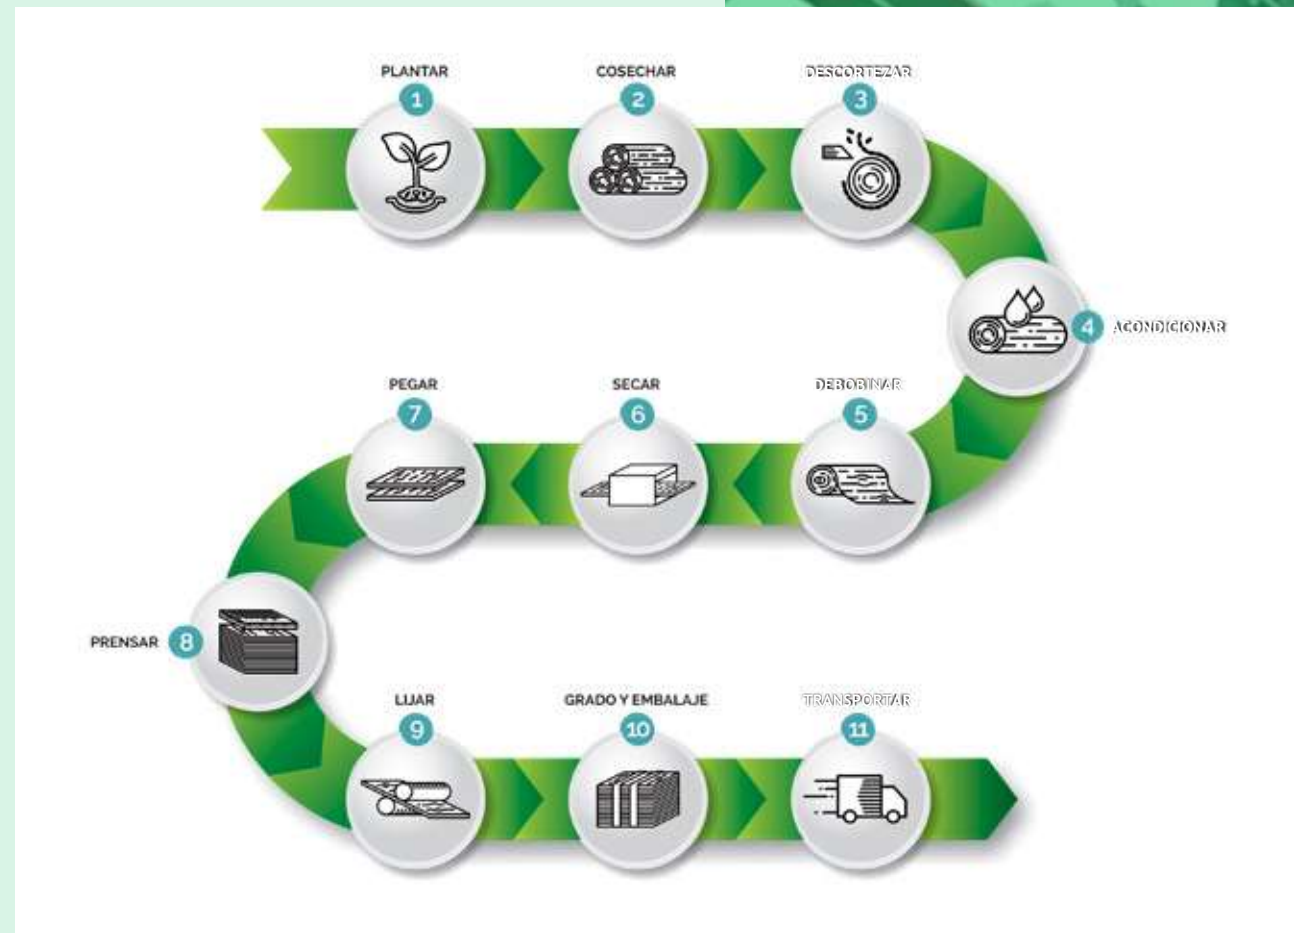 PLANTAR
1
COSECHAR
2
DESCORTEZAR
3
4 ACONDICIONAR
DEBOBINAR
5
SECAR
6
PEGAR
7
PRENSAR 8
LIJAR
9
GRADO Y EMBALAJE
10
TRANSPORTAR
11